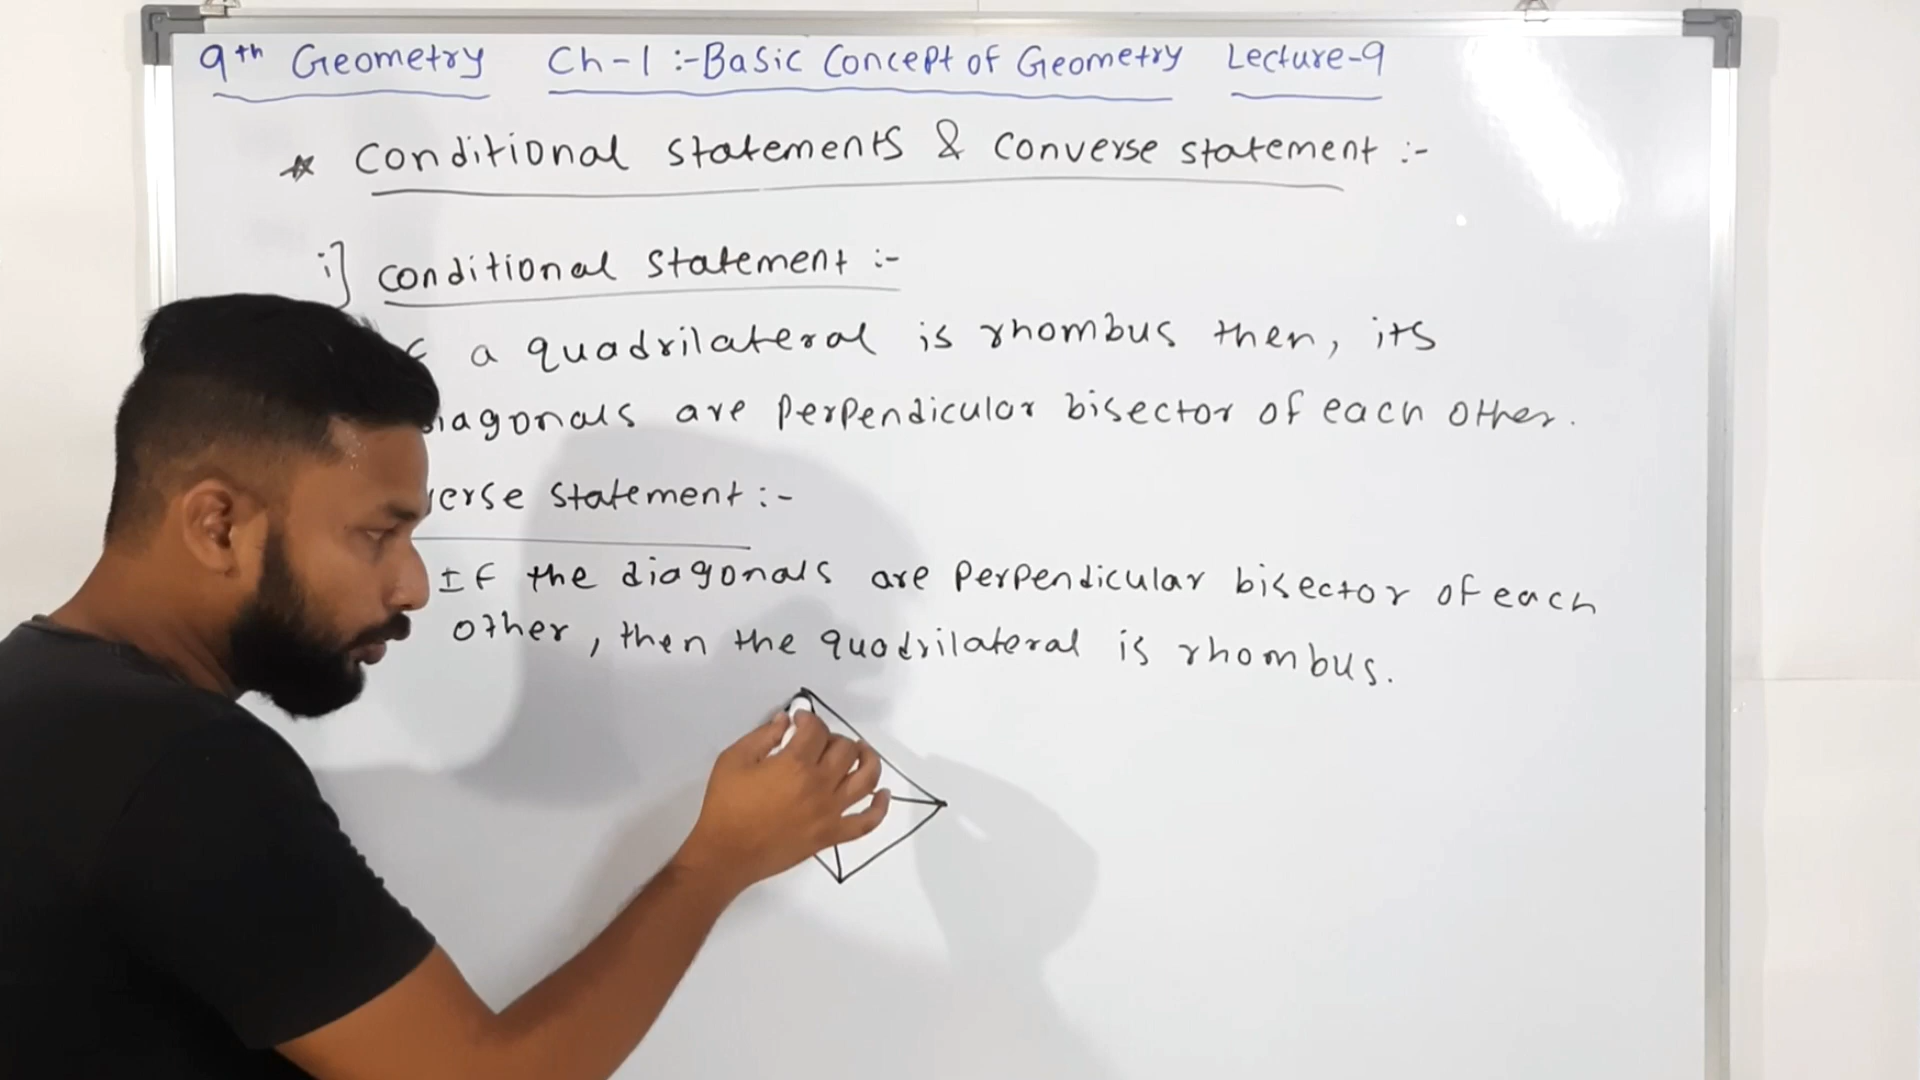 9th Geometry Ch-1 :- Basic Concept of Geometry Lecture-9
* Conditional statements & Converse statement :-
i] Conditional Statement :-
a quadrilateral is rhombus then, its
iagonals are perpendicular bisector of each other.
erse statement :-
If the diagonals are perpendicular bisector of each
other, then the quadrilateral is rhombus.